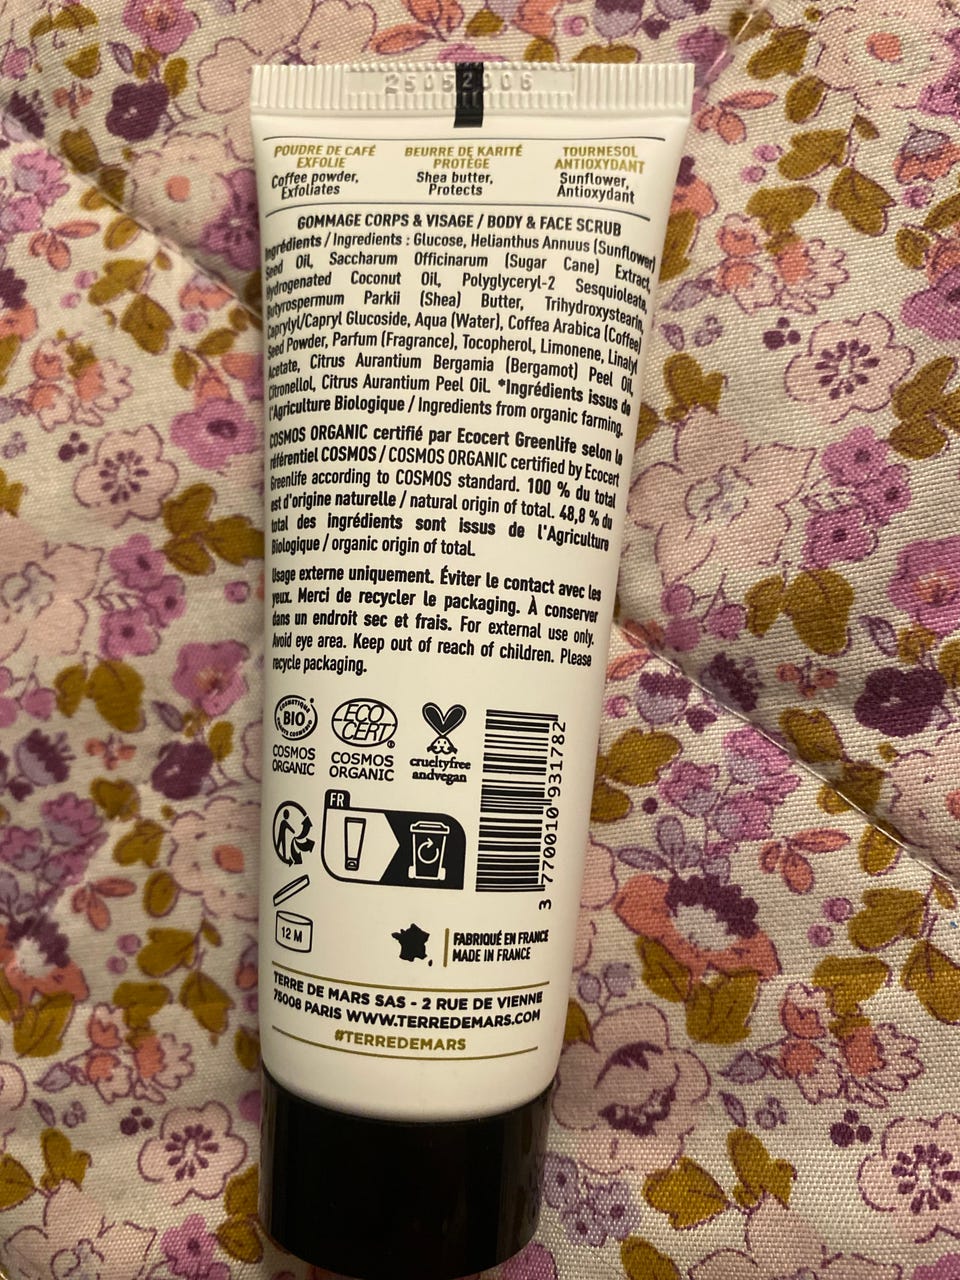 25052006
POUDRE DE CAFÉ
EXFOLIE
Coffee powder,
Exfoliates
BEURRE DE KARITÉ
PROTÈGE
Shea butter,
Protects
TOURNESOL
ANTIOXYDANT
Sunflower,
Antioxydant
GOMMAGE CORPS & VISAGE / BODY & FACE SCRUB
Ingrédients / Ingredients : Glucose, Helianthus Annuus (Sunflower)
Seed Oil, Saccharum Officinarum (Sugar Cane) Extract,
Hydrogenated Coconut Oil, Polyglyceryl-2 Sesquioleate,
Butyrospermum Parkii (Shea) Butter, Trihydroxystearin,
Caprylyl/Capryl Glucoside, Aqua (Water), Coffea Arabica (Coffee)
Seed Powder, Parfum (Fragrance), Tocopherol, Limonene, Linalyl
Acetate, Citrus Aurantium Bergamia (Bergamot) Peel Oil,
Citronellol, Citrus Aurantium Peel Oil. *Ingrédients issus de
l'Agriculture Biologique / Ingredients from organic farming.
COSMOS ORGANIC certifié par Ecocert Greenlife selon le
référentiel COSMOS / COSMOS ORGANIC certified by Ecocert
Greenlife according to COSMOS standard. 100 % du total
est d'origine naturelle / natural origin of total. 48,8 % du
total des ingrédients sont issus de l'Agriculture
Biologique / organic origin of total.
Usage externe uniquement. Éviter le contact avec les
yeux. Merci de recycler le packaging. À conserver
dans un endroit sec et frais. For external use only.
Avoid eye area. Keep out of reach of children. Please
recycle packaging.
COSMÉTIQUE
BIO
COSMOS
ORGANIC
ECO
CERT
COSMOS
ORGANIC
crueltyfree
andvegan
FR
3 770010 931782
12 M
FABRIQUÉ EN FRANCE
MADE IN FRANCE
TERRE DE MARS SAS - 2 RUE DE VIENNE
75008 PARIS WWW.TERREDEMARS.COM
#TERREDEMARS